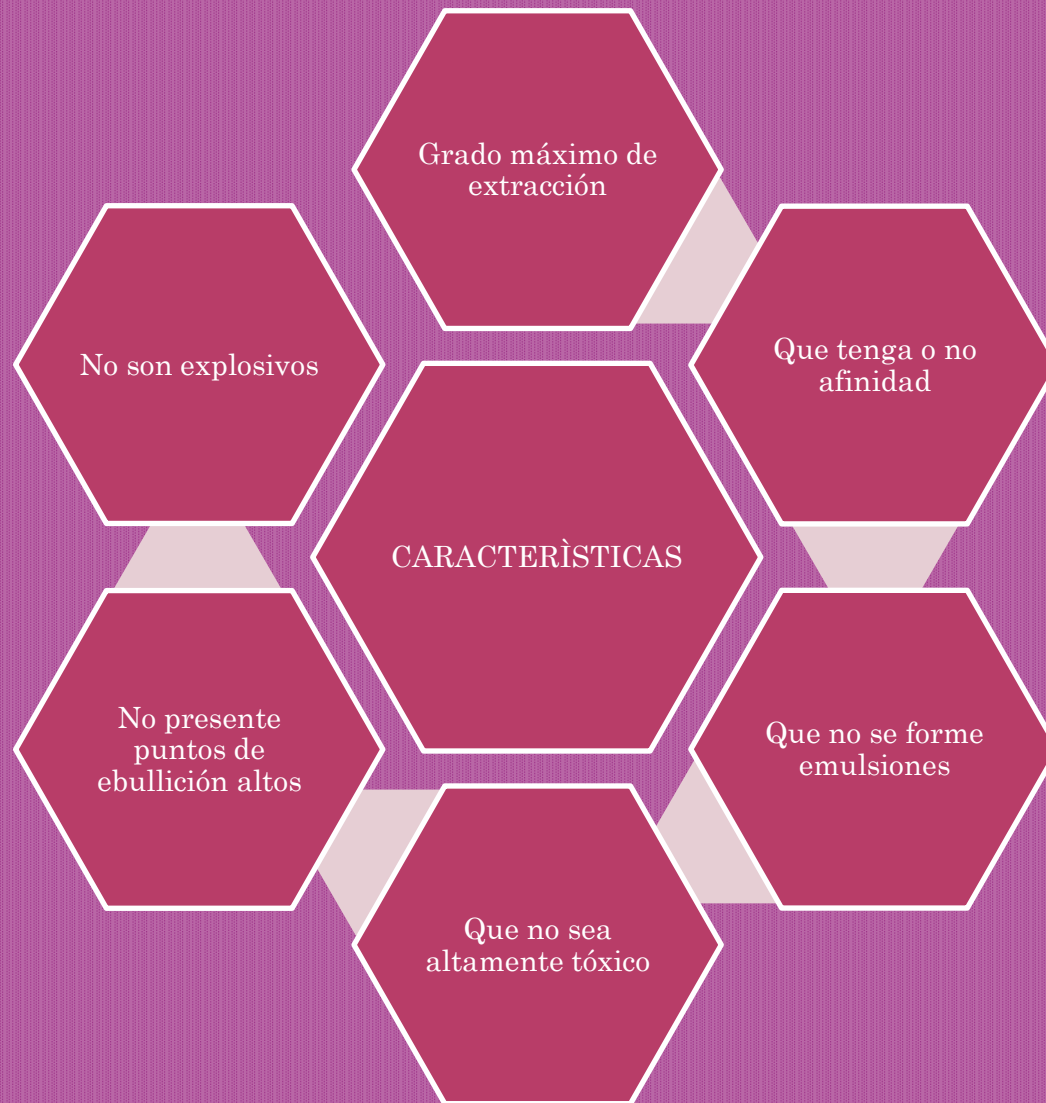 Grado máximo de
extracción
No son explosivos
Que tenga o no
afinidad
CARACTERÌSTICAS
No presente
puntos de
ebullición altos
Que no se forme
emulsiones
Que no sea
altamente tóxico